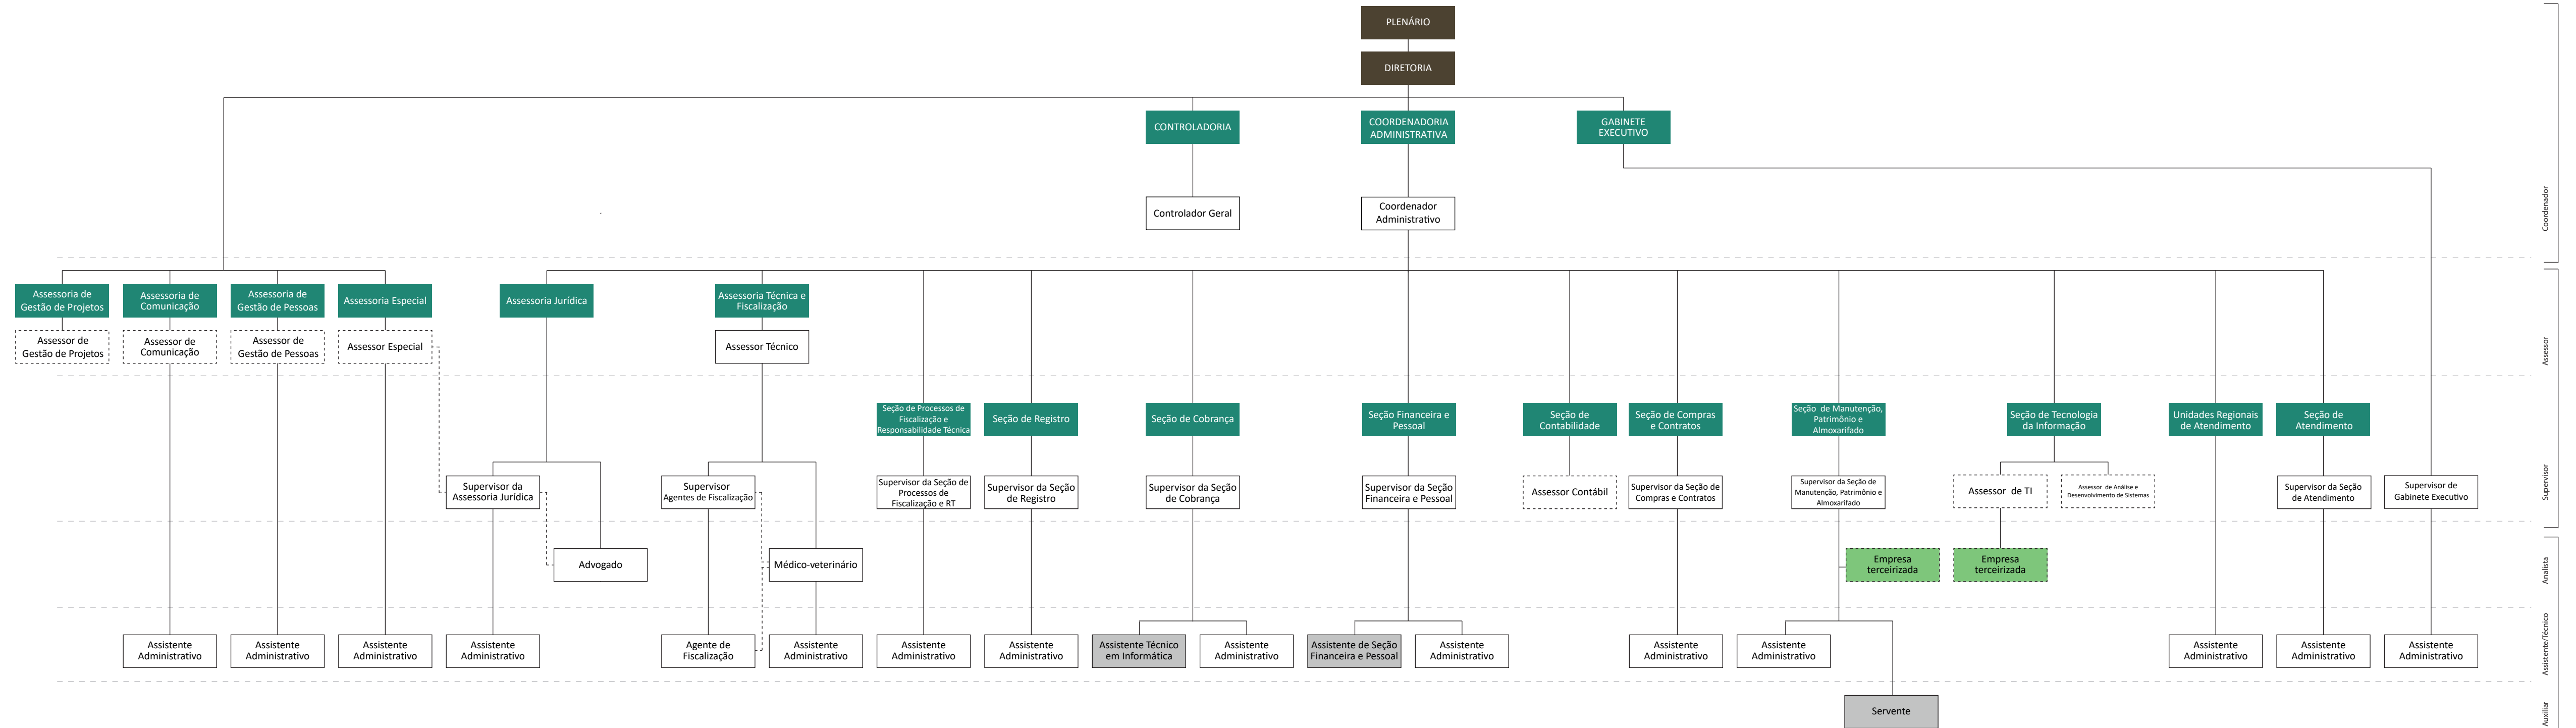 PLENÁRIO
DIRETORIA
CONTROLADORIA
COORDENADORIA
ADMINISTRATIVA
GABINETE
EXECUTIVO
Controlador Geral
Coordenador
Administrativo
Coordenador
Assessoria de
Gestão de Projetos
Assessoria de
Comunicação
Assessoria de
Gestão de Pessoas
Assessoria Especial
Assessoria Jurídica
Assessoria Técnica e
Fiscalização
Assessor de
Gestão de Projetos
Assessor de
Comunicação
Assessor de
Gestão de Pessoas
Assessor Especial
Assessor Técnico
Assessor
Seção de Processos de
Fiscalização e
Responsabilidade Técnica
Seção de Registro
Seção de Cobrança
Seção Financeira e
Pessoal
Seção de
Contabilidade
Seção de Compras
e Contratos
Seção de Manutenção,
Patrimônio e
Almoxarifado
Seção de Tecnologia
da Informação
Unidades Regionais
de Atendimento
Seção de
Atendimento
Supervisor da
Assessoria Jurídica
Supervisor
Agentes de Fiscalização
Supervisor da Seção de
Processos de
Fiscalização e RT
Supervisor da Seção
de Registro
Supervisor da Seção
de Cobrança
Supervisor da Seção
Financeira e Pessoal
Assessor Contábil
Supervisor da Seção de
Compras e Contratos
Supervisor da Seção de
Manutenção, Patrimônio e
Almoxarifado
Assessor de TI
Assessor de Análise e
Desenvolvimento de Sistemas
Supervisor da Seção
de Atendimento
Supervisor de
Gabinete Executivo
Supervisor
Advogado
Médico-veterinário
Empresa
terceirizada
Empresa
terceirizada
Analista
Assistente
Administrativo
Assistente
Administrativo
Assistente
Administrativo
Assistente
Administrativo
Agente de
Fiscalização
Assistente
Administrativo
Assistente
Administrativo
Assistente
Administrativo
Assistente Técnico
em Informática
Assistente
Administrativo
Assistente de Seção
Financeira e Pessoal
Assistente
Administrativo
Assistente
Administrativo
Assistente
Administrativo
Assistente
Administrativo
Assistente
Administrativo
Assistente
Administrativo
Assistente/Técnico
Servente
Auxiliar